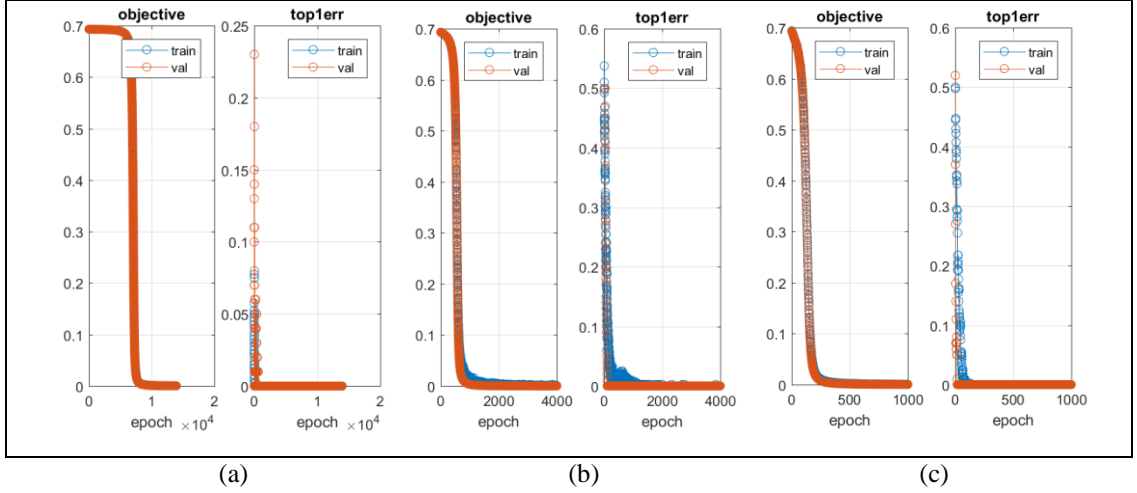 objective
top1err
objective
top1err
objective
top1err
train
val
train
val
train
val
train
val
train
val
train
val
0.7
0.6
0.5
0.4
0.3
0.2
0.1
0
0.25
0.2
0.15
0.1
0.05
0
0.7
0.6
0.5
0.4
0.3
0.2
0.1
0
0.6
0.5
0.4
0.3
0.2
0.1
0
0.7
0.6
0.5
0.4
0.3
0.2
0.1
0
0.6
0.5
0.4
0.3
0.2
0.1
0
0 1 2
0 1 2
0 2000 4000
0 2000 4000
0 500 1000
0 500 1000
epoch ×10⁴
epoch ×10⁴
epoch
epoch
epoch
epoch
(a) (b) (c)